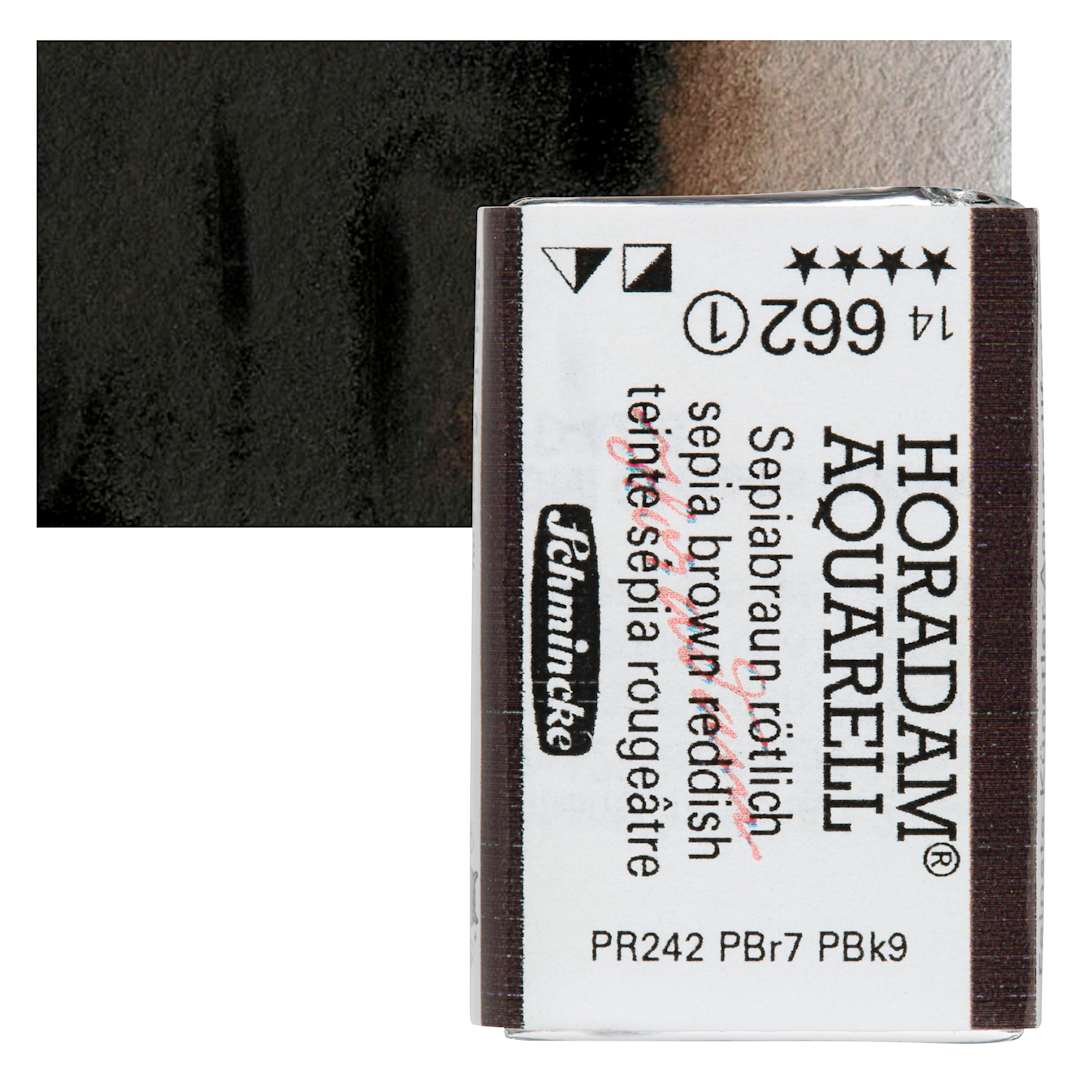 ★★★★
14 662 1
HORADAM®
AQUARELL
Sepiabraun rötlich
sepia brown reddish
teinte sépia rougeâtre
Schmincke
PR242 PBr7 PBk9